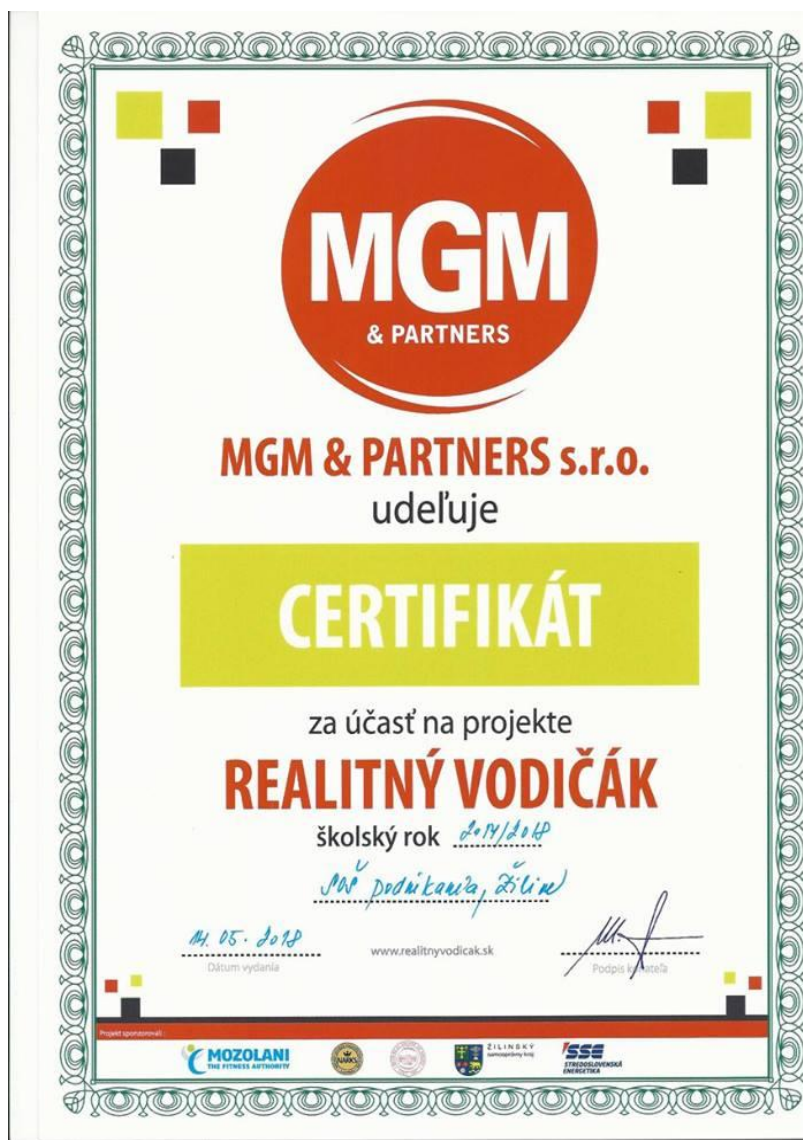 MGM
& PARTNERS
MGM & PARTNERS s.r.o.
udeľuje
CERTIFIKÁT
za účasť na projekte
REALITNÝ VODIČÁK
školský rok 2017/2018
SOŠ podnikania, Žilina
14. 05. 2018
www.realitnyvodicak.sk
Dátum vydania
Podpis konateľa
Projekt sponzorovali :
MOZOLANI
THE FITNESS AUTHORITY
NARKS
ŽILINSKÝ
samosprávny kraj
SSE
STREDOSLOVENSKÁ
ENERGETIKA